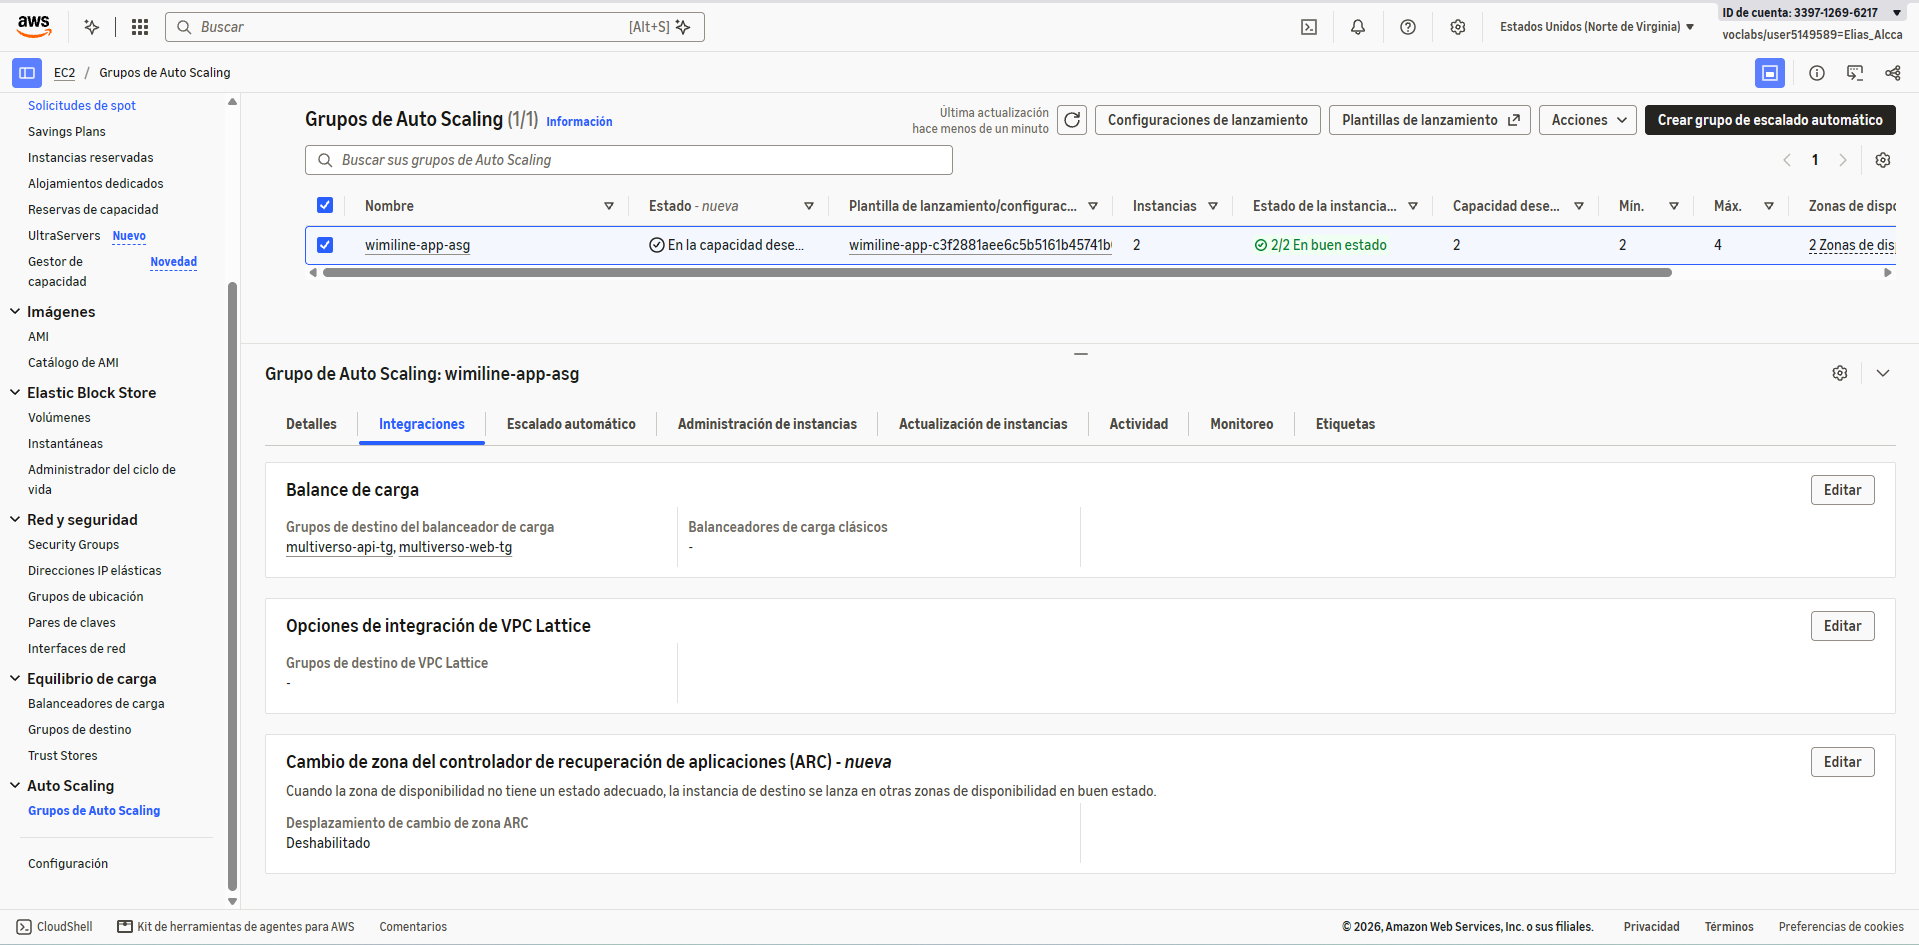 aws
Buscar
[Alt+S]
Estados Unidos (Norte de Virginia)
ID de cuenta: 3397-1269-6217
voclabs/user5149589=Elias_Alcca
EC2 / Grupos de Auto Scaling
Solicitudes de spot
Savings Plans
Instancias reservadas
Alojamientos dedicados
Reservas de capacidad
UltraServers Nuevo
Gestor de capacidad Novedad
Imágenes
AMI
Catálogo de AMI
Elastic Block Store
Volúmenes
Instantáneas
Administrador del ciclo de
vida
Red y seguridad
Security Groups
Direcciones IP elásticas
Grupos de ubicación
Pares de claves
Interfaces de red
Equilibrio de carga
Balanceadores de carga
Grupos de destino
Trust Stores
Auto Scaling
Grupos de Auto Scaling
Configuración
Grupos de Auto Scaling (1/1) Información
Última actualización
hace menos de un minuto
Configuraciones de lanzamiento
Plantillas de lanzamiento
Acciones
Crear grupo de escalado automático
Buscar sus grupos de Auto Scaling
1
Nombre Estado - nueva Plantilla de lanzamiento/configurac... Instancias Estado de la instancia... Capacidad dese... Mín. Máx. Zonas de dispo
wimiline-app-asg En la capacidad dese... wimiline-app-c3f2881aee6c5b5161b45741b 2 2/2 En buen estado 2 2 4 2 Zonas de dis
Grupo de Auto Scaling: wimiline-app-asg
Detalles Integraciones Escalado automático Administración de instancias Actualización de instancias Actividad Monitoreo Etiquetas
Balance de carga
Editar
Grupos de destino del balanceador de carga
multiverso-api-tg, multiverso-web-tg
Balanceadores de carga clásicos
-
Opciones de integración de VPC Lattice
Editar
Grupos de destino de VPC Lattice
-
Cambio de zona del controlador de recuperación de aplicaciones (ARC) - nueva
Editar
Cuando la zona de disponibilidad no tiene un estado adecuado, la instancia de destino se lanza en otras zonas de disponibilidad en buen estado.
Desplazamiento de cambio de zona ARC
Deshabilitado
CloudShell Kit de herramientas de agentes para AWS Comentarios
© 2026, Amazon Web Services, Inc. o sus filiales. Privacidad Términos Preferencias de cookies